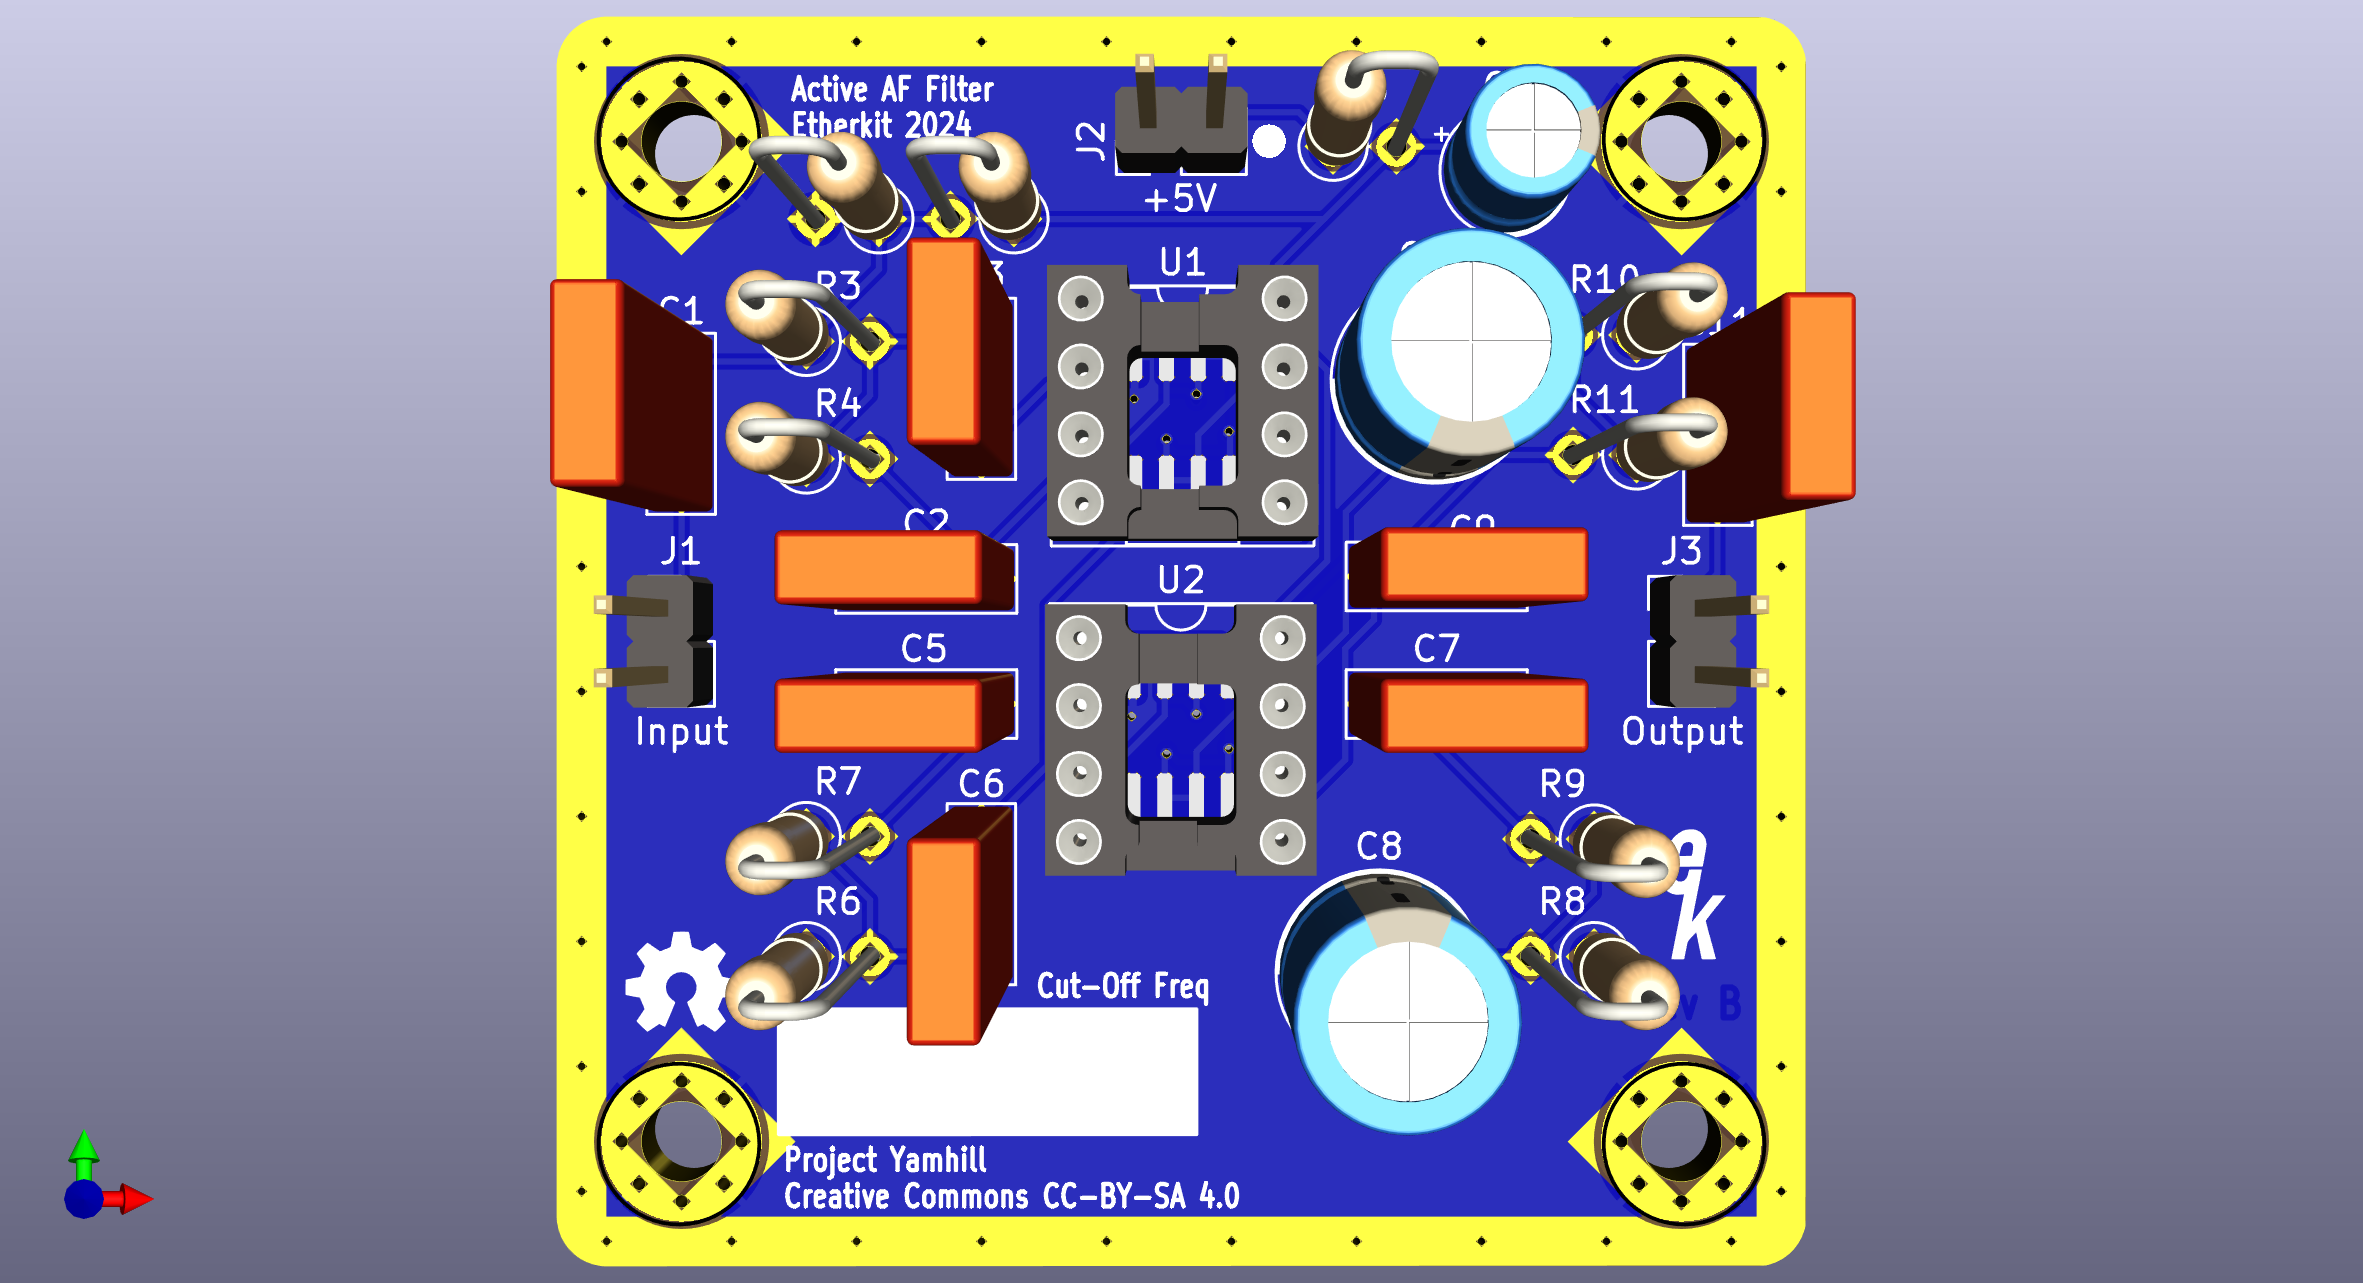 Active AF Filter
Etherkit 2024
J2
+5V
+
U1
R3
C1
R10
R4
R11
C2
C9
J1
J3
U2
C5
C7
Input
Output
R7
C6
R9
C8
R6
R8
ek
Cut-Off Freq
v B
Project Yamhill
Creative Commons CC-BY-SA 4.0